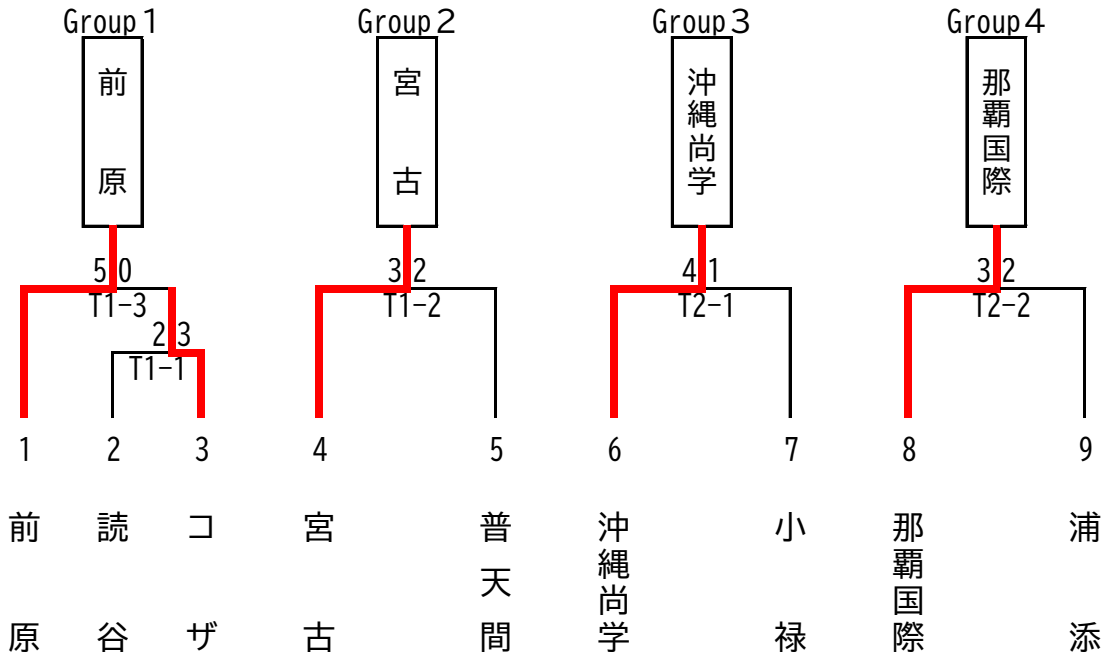 Group1 Group2 Group3 Group4
前原 宮古 沖縄尚学 那覇国際
5 0 3 2 4 1 3 2
T1-3 T1-2 T2-1 T2-2
2 3
T1-1
1 2 3 4 5 6 7 8 9
前原 読谷 コザ 宮古 普天間 沖縄尚学 小禄 那覇国際 浦添